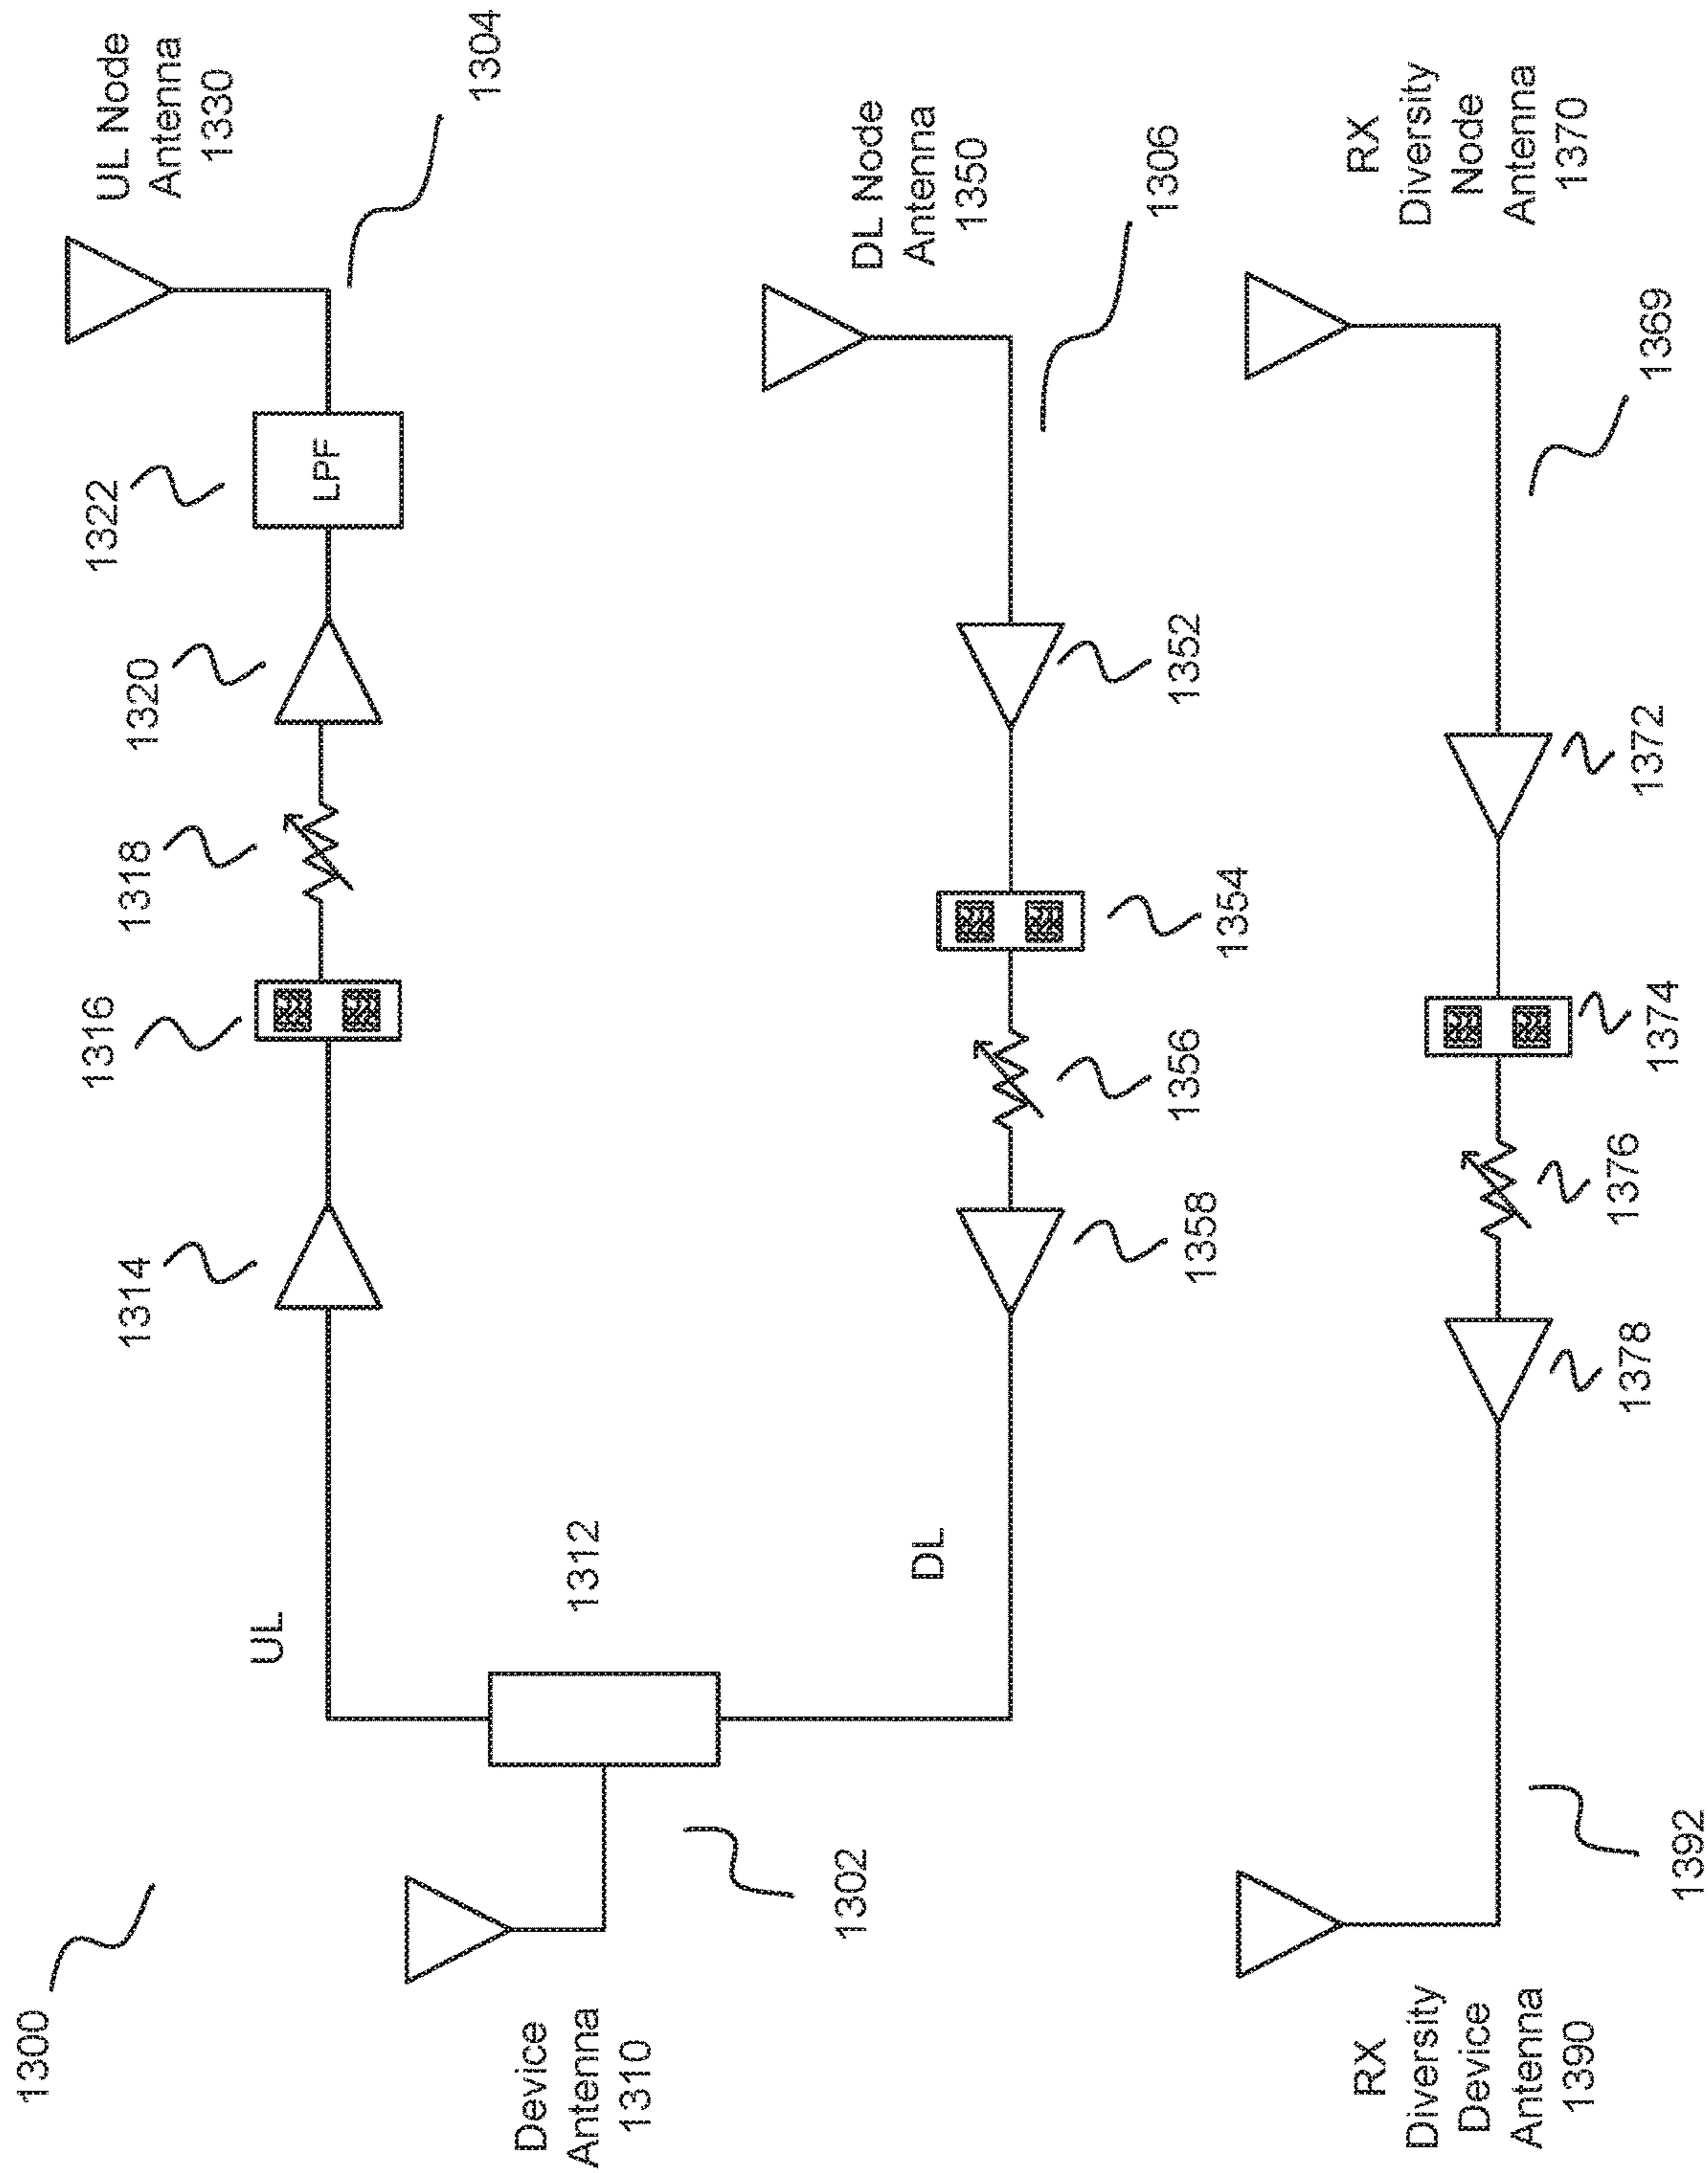 1300
UL Node
Antenna
1330
1304
1322
LPF
1320
1318
1316
1314
UL
1312
Device
Antenna
1310
1302
DL
DL Node
Antenna
1350
1306
1352
1354
1356
1358
RX
Diversity
Node
Antenna
1370
1369
1372
1374
1376
1378
1392
RX
Diversity
Device
Antenna
1390